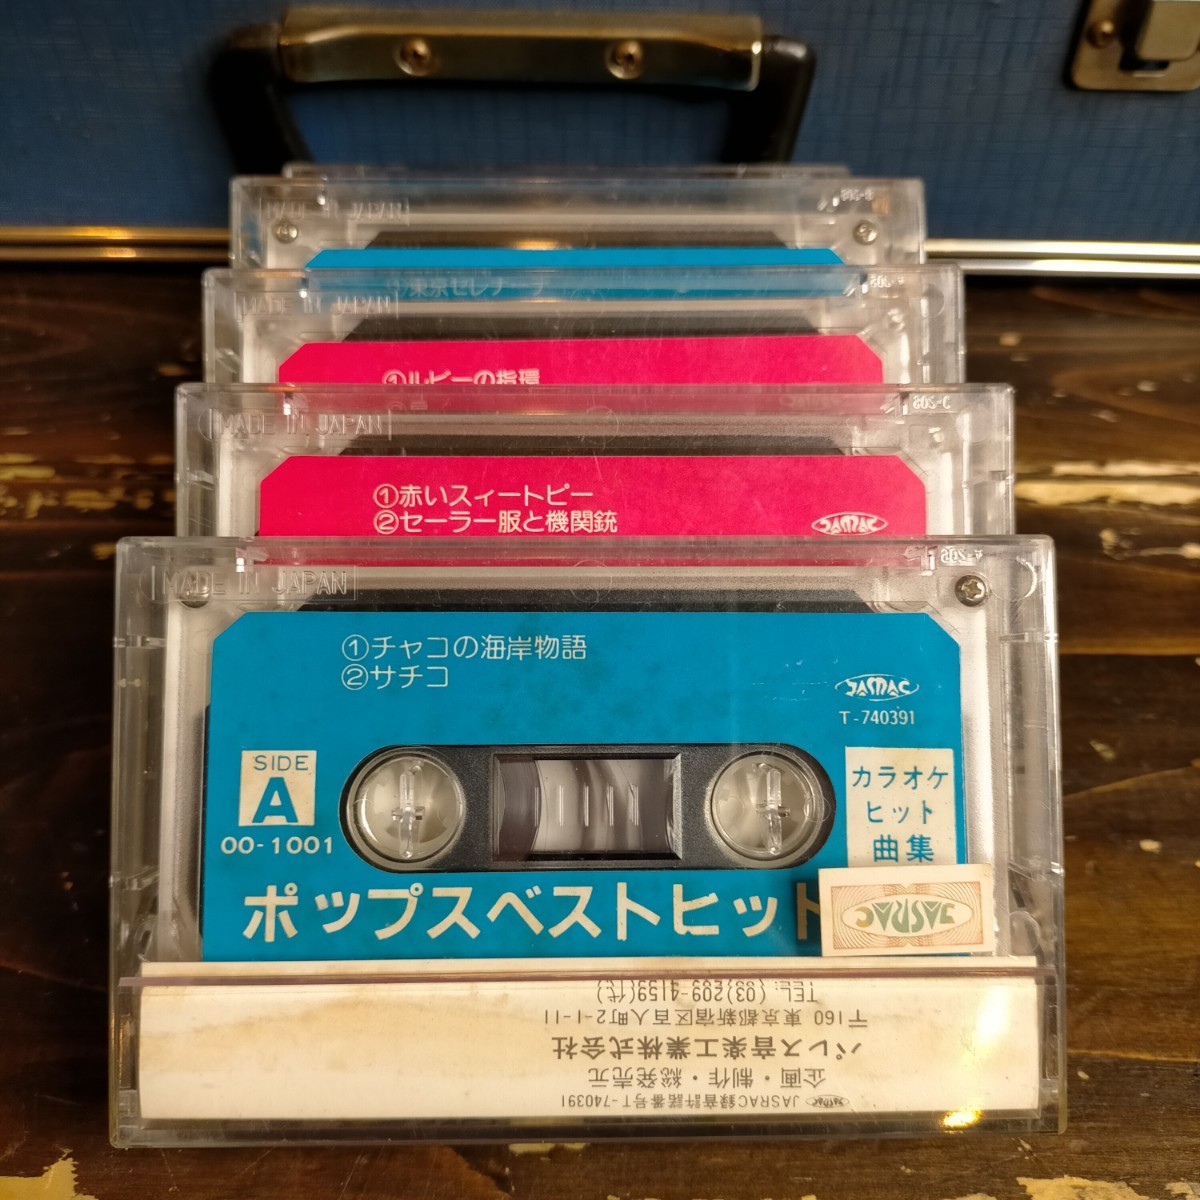 MADE IN JAPAN
802-B
①東京セレナーデ
MADE IN JAPAN
①ルビーの指環
MADE IN JAPAN
802-C
①赤いスィートピー
②セーラー服と機関銃
JASRAC
MADE IN JAPAN
802-A
①チャコの海岸物語
②サチコ
JASRAC
T-740391
SIDE
A
00-1001
カラオケ
ヒット
曲集
ポップスベストヒット
JASRAC
JASRAC録音許諾番号T-740391
企画・制作・総発売元
パレス音楽工業株式会社
〒160 東京都新宿区百人町2-1-11
TEL: (03)209-4159(代)